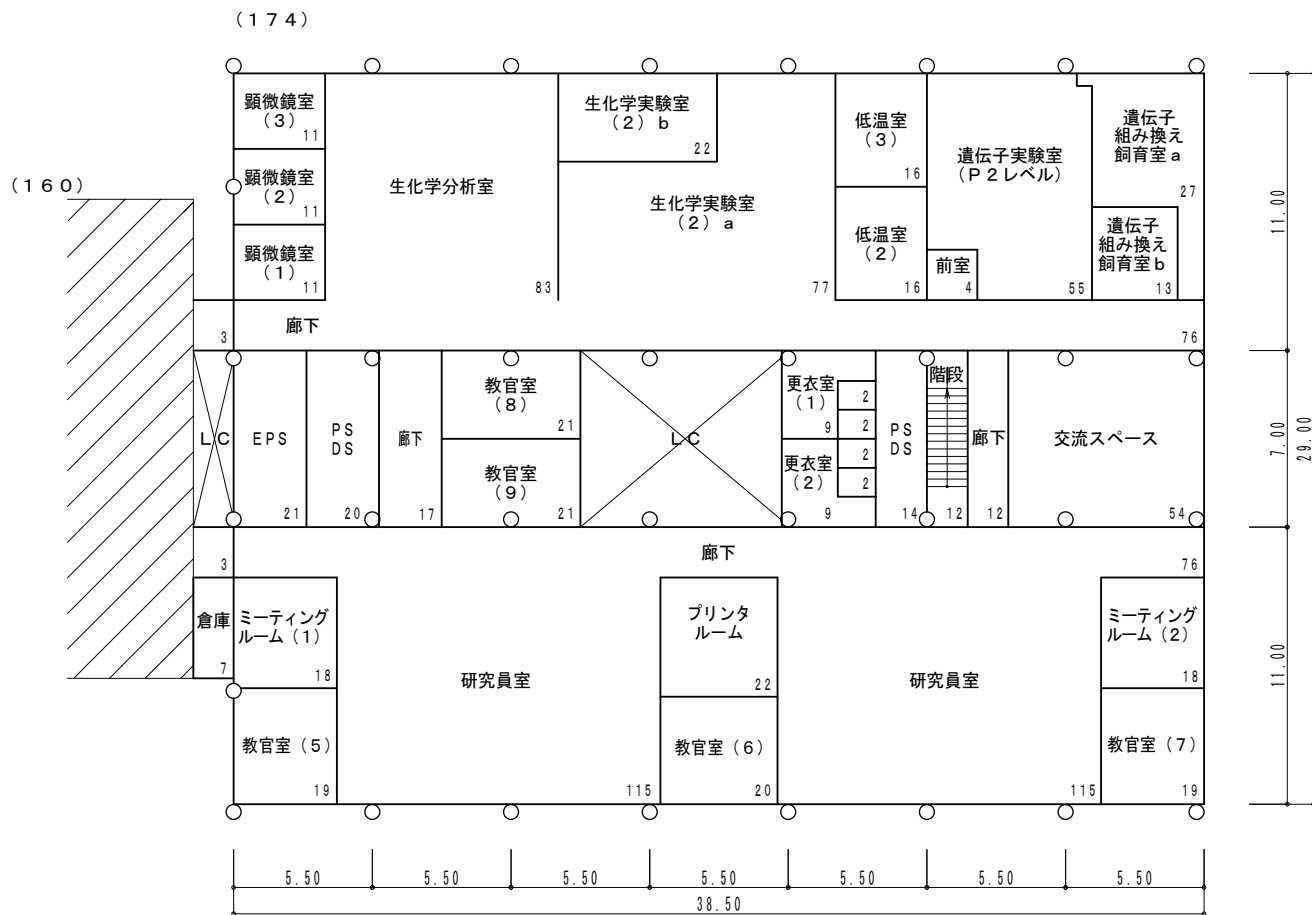 （１７４）
（１６０）
顕微鏡室
（３）
11
顕微鏡室
（２）
11
顕微鏡室
（１）
11
生化学分析室
83
生化学実験室
（２）ｂ
22
生化学実験室
（２）ａ
77
低温室
（３）
16
低温室
（２）
16
遺伝子実験室
（Ｐ２レベル）
55
前室
4
遺伝子
組み換え
飼育室ａ
27
遺伝子
組み換え
飼育室ｂ
13
3
廊下
76
ＬＣ
EPS
21
PS
DS
20
廊下
17
教官室
（８）
21
教官室
（９）
21
ＬＣ
更衣室
（１）
9
更衣室
（２）
9
2
2
2
2
PS
DS
14
階段
12
廊下
12
交流スペース
54
3
廊下
76
倉庫
7
ミーティング
ルーム（１）
18
教官室（５）
19
研究員室
115
プリンタ
ルーム
22
教官室（６）
20
研究員室
115
ミーティング
ルーム（２）
18
教官室（７）
19
11.00
7.00
11.00
29.00
5.50
5.50
5.50
5.50
5.50
5.50
5.50
38.50